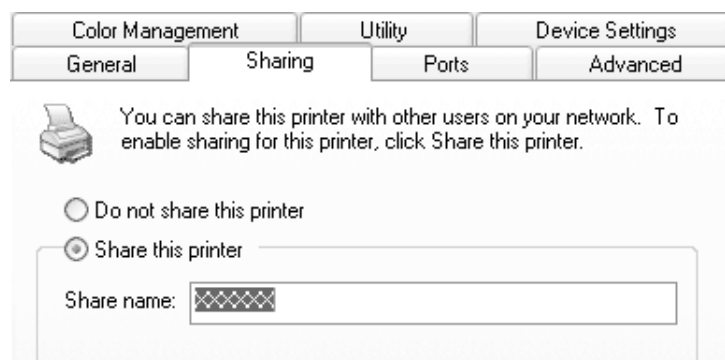 Color Management Utility Device Settings
General Sharing Ports Advanced
You can share this printer with other users on your network. To
enable sharing for this printer, click Share this printer.
Do not share this printer
Share this printer
Share name: XXXXXX